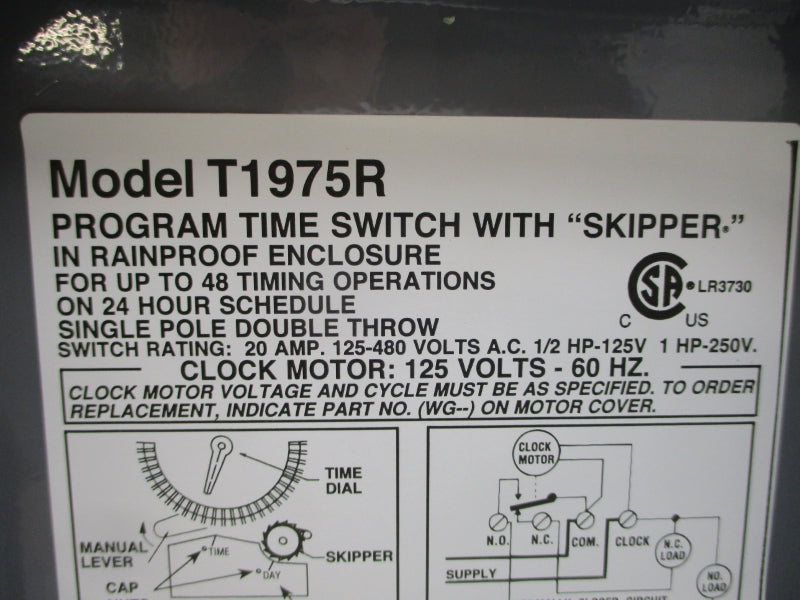 Model T1975R
PROGRAM TIME SWITCH WITH “SKIPPER®”
IN RAINPROOF ENCLOSURE
FOR UP TO 48 TIMING OPERATIONS
ON 24 HOUR SCHEDULE
SINGLE POLE DOUBLE THROW
SWITCH RATING: 20 AMP. 125-480 VOLTS A.C. 1/2 HP-125V 1 HP-250V.
C SA ® LR3730
C US
CLOCK MOTOR: 125 VOLTS - 60 HZ.
CLOCK MOTOR VOLTAGE AND CYCLE MUST BE AS SPECIFIED. TO ORDER
REPLACEMENT, INDICATE PART NO. (WG--) ON MOTOR COVER.
TIME
DIAL
MANUAL
LEVER
TIME
SKIPPER
DAY
CAP
CLOCK
MOTOR
N.O.
N.C.
COM.
CLOCK
N.C.
LOAD
N.O.
LOAD
SUPPLY